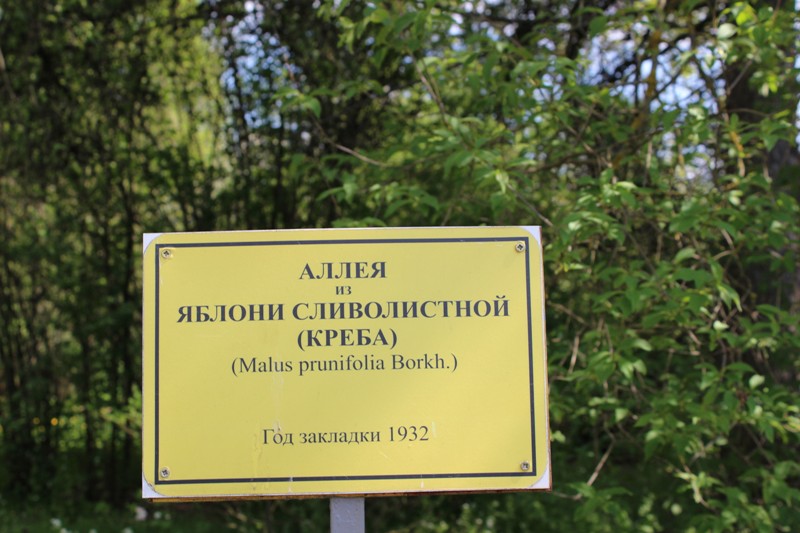 АЛЛЕЯ
из
ЯБЛОНИ СЛИВОЛИСТНОЙ
(КРЕБА)
(Malus prunifolia Borkh.)
Год закладки 1932